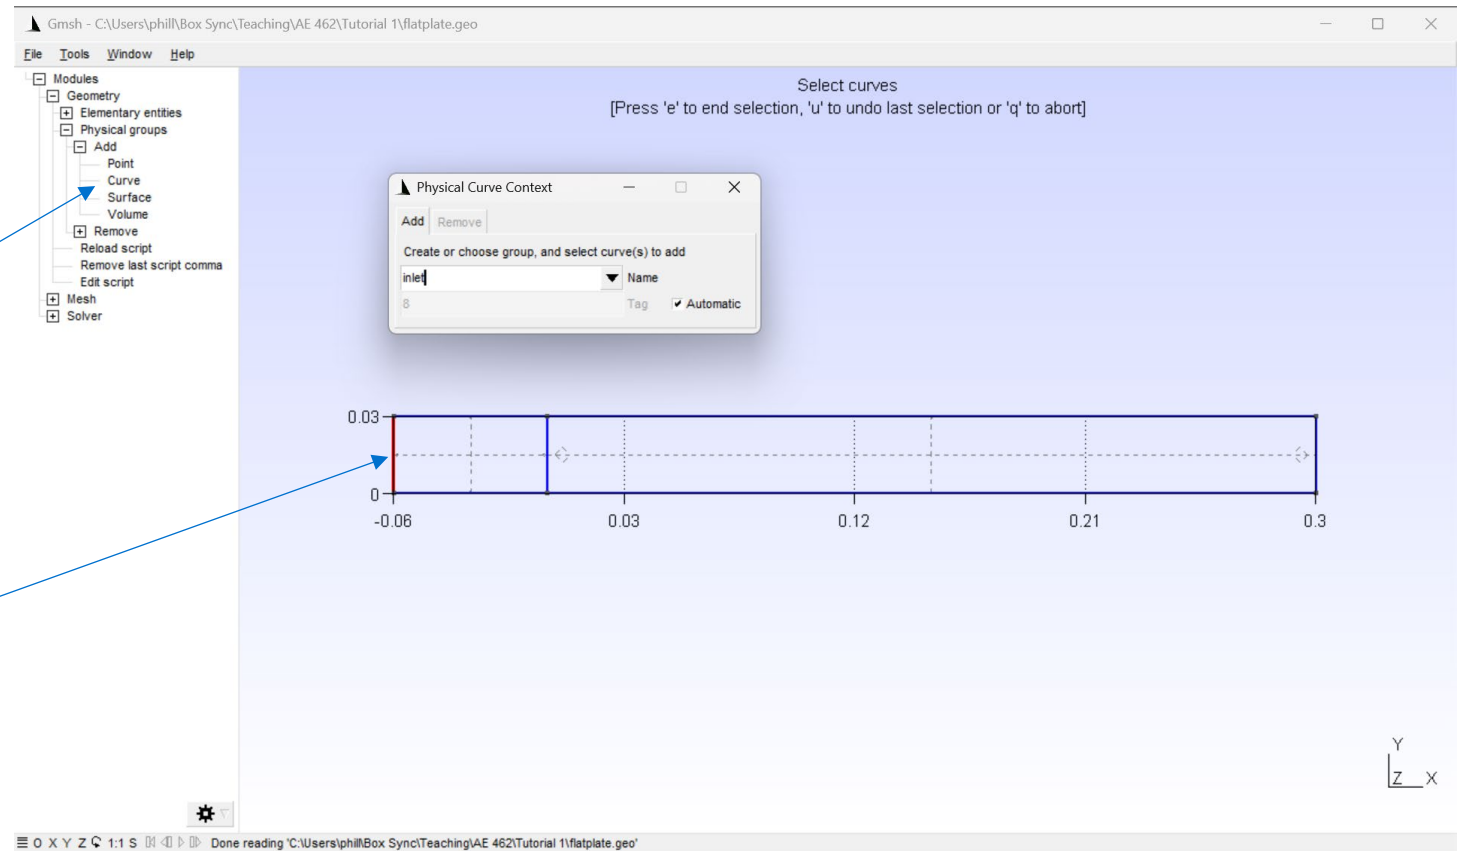 Gmsh - C:\Users\phill\Box Sync\Teaching\AE 462\Tutorial 1\flatplate.geo
File Tools Window Help
Modules
Geometry
Elementary entities
Physical groups
Add
Point
Curve
Surface
Volume
Remove
Reload script
Remove last script comma
Edit script
Mesh
Solver
Select curves
[Press 'e' to end selection, 'u' to undo last selection or 'q' to abort]
Physical Curve Context
Add Remove
Create or choose group, and select curve(s) to add
inlet Name
8 Tag Automatic
0.03
0
-0.06 0.03 0.12 0.21 0.3
Y
Z X
O X Y Z 1:1 S Done reading 'C:\Users\phill\Box Sync\Teaching\AE 462\Tutorial 1\flatplate.geo'